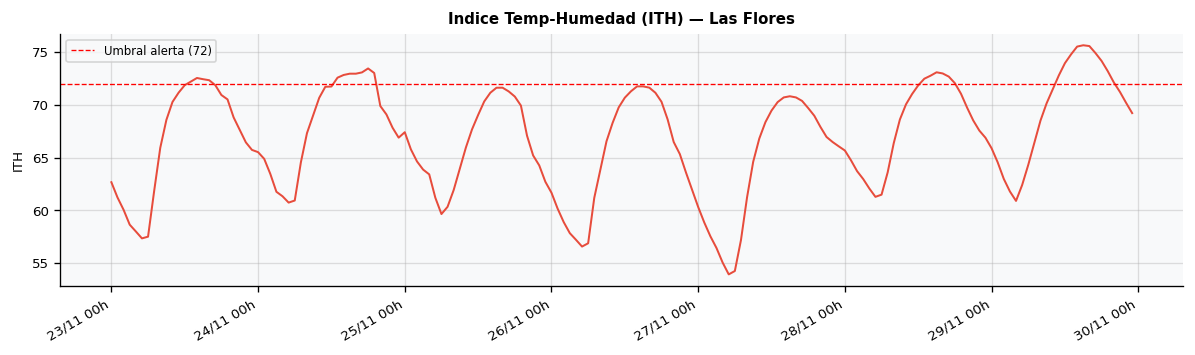 Indice Temp-Humedad (ITH) — Las Flores
Umbral alerta (72)
ITH
75
70
65
60
55
23/11 00h
24/11 00h
25/11 00h
26/11 00h
27/11 00h
28/11 00h
29/11 00h
30/11 00h